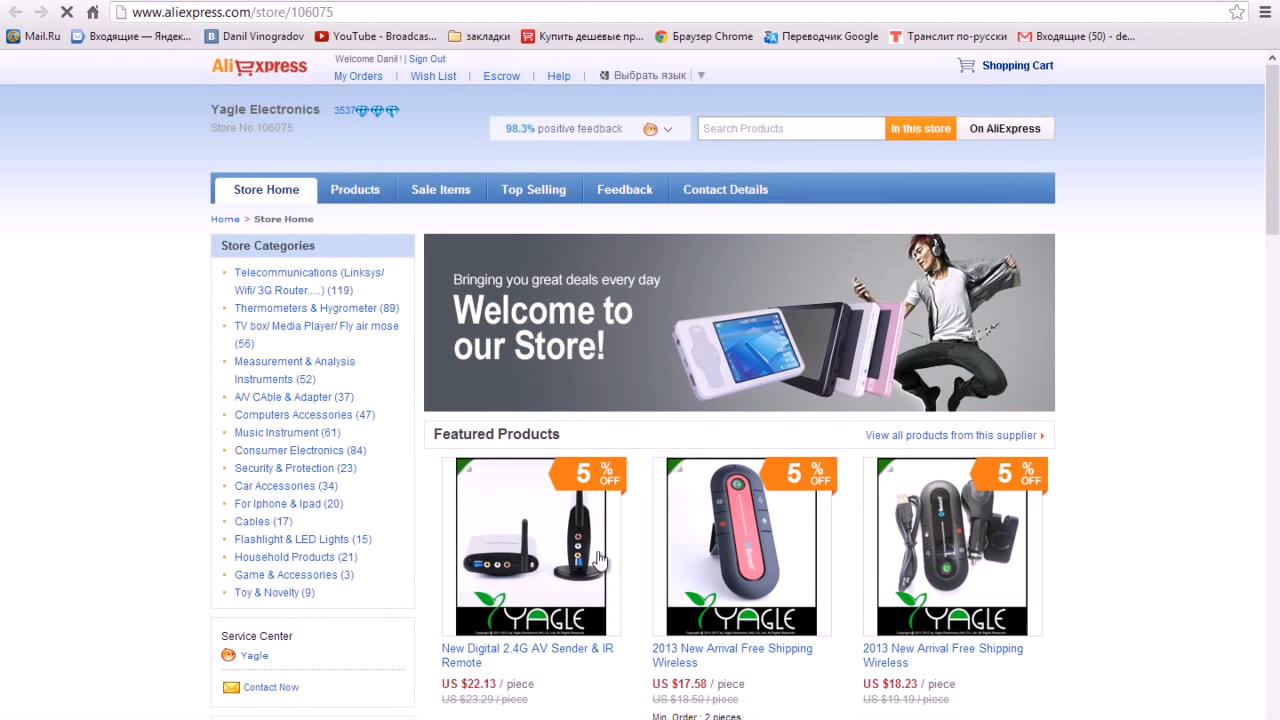 www.aliexpress.com/store/106075
Mail.Ru Входящие — Яндек... Danil Vinogradov YouTube - Broadcas... закладки Купить дешевые пр... Браузер Chrome Переводчик Google Транслит по-русски Входящие (50) - de...
AliExpress
Welcome Danil! | Sign Out
My Orders | Wish List | Escrow | Help | Выбрать язык ▼
Shopping Cart
Yagle Electronics 3537
Store No.106075
98.3% positive feedback
Search Products In this store On AliExpress
Store Home Products Sale Items Top Selling Feedback Contact Details
Home > Store Home
Store Categories
Telecommunications (Linksys/
Wifi/ 3G Router.....) (119)
Thermometers & Hygrometer (89)
TV box/ Media Player/ Fly air mose
(56)
Measurement & Analysis
Instruments (52)
A/V CAble & Adapter (37)
Computers Accessories (47)
Music Instrument (61)
Consumer Electronics (84)
Security & Protection (23)
Car Accessories (34)
For Iphone & Ipad (20)
Cables (17)
Flashlight & LED Lights (15)
Household Products (21)
Game & Accessories (3)
Toy & Novelty (9)
Service Center
Yagle
Contact Now
Bringing you great deals every day
Welcome to
our Store!
Featured Products View all products from this supplier
5 % OFF
YAGLE
New Digital 2.4G AV Sender & IR
Remote
US $22.13 / piece
US $23.29 / piece
5 % OFF
YAGLE
2013 New Arrival Free Shipping
Wireless
US $17.58 / piece
US $18.50 / piece
Min. Order : 2 pieces
5 % OFF
YAGLE
2013 New Arrival Free Shipping
Wireless
US $18.23 / piece
US $19.19 / piece